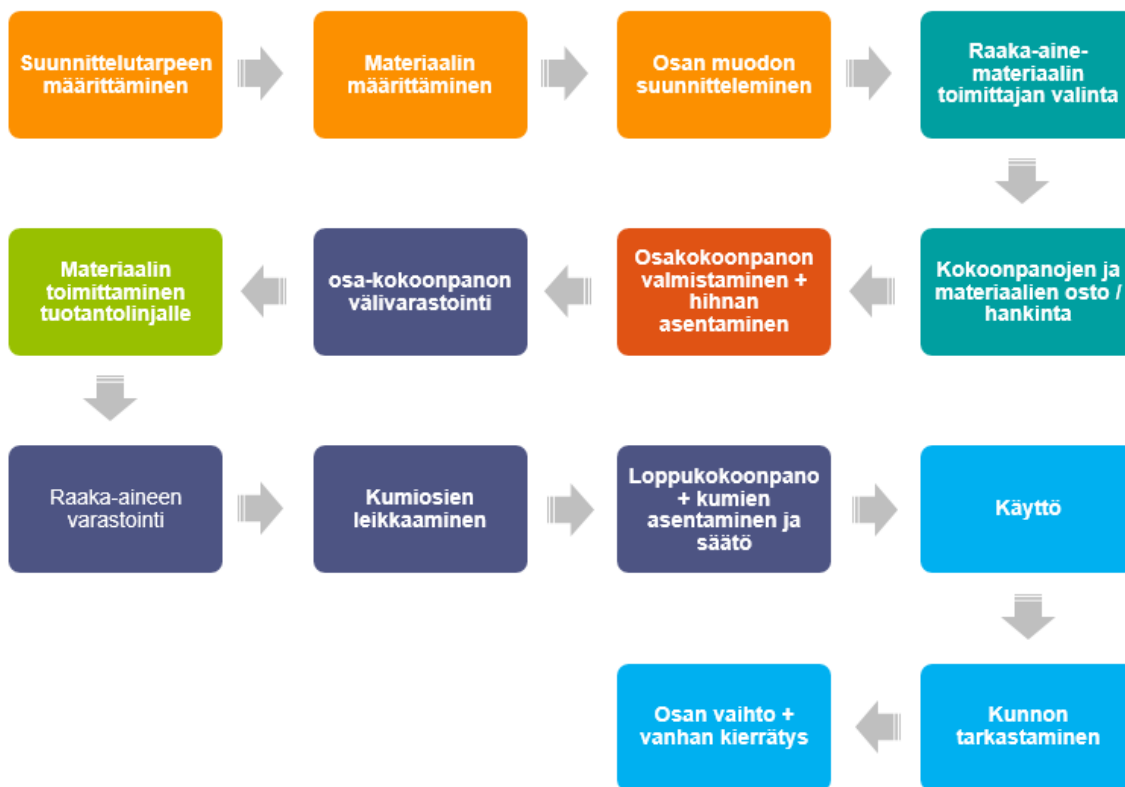 Suunnittelutarpeen
määrittäminen
Materiaalin
määrittäminen
Osan muodon
suunnitteleminen
Raaka-aine-
materiaalin
toimittajan valinta
Kokoonpanojen ja
materiaalien osto /
hankinta
Osakokoonpanon
valmistaminen +
hihnan
asentaminen
osa-kokoonpanon
välivarastointi
Materiaalin
toimittaminen
tuotantolinjalle
Raaka-aineen
varastointi
Kumiosien
leikkaaminen
Loppukokoonpano
+ kumien
asentaminen ja
säätö
Käyttö
Kunnon
tarkastaminen
Osan vaihto +
vanhan kierrätys